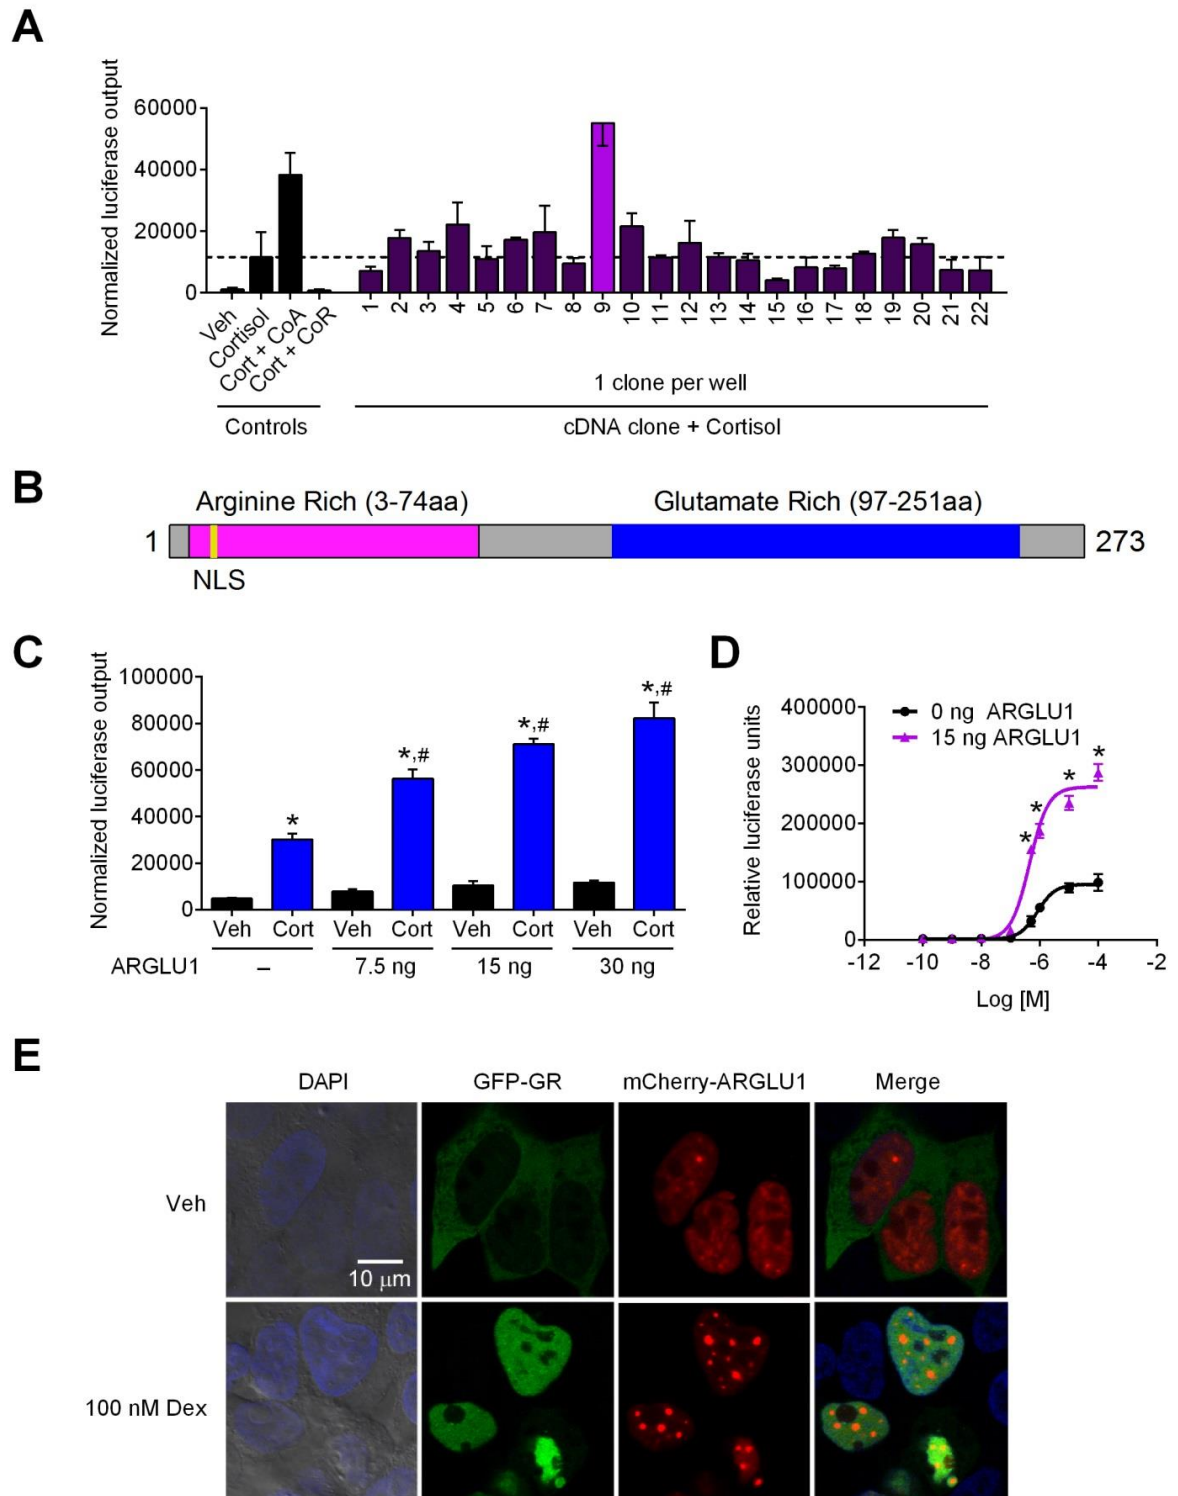 A
Normalized luciferase output
60000
40000
20000
0
Veh
Cortisol
Cort + CoA
Cort + CoR
1 2 3 4 5 6 7 8 9 10 11 12 13 14 15 16 17 18 19 20 21 22
1 clone per well
Controls
cDNA clone + Cortisol
B
Arginine Rich (3-74aa)
Glutamate Rich (97-251aa)
1
273
NLS
C
Normalized luciferase output
100000
80000
60000
40000
20000
0
*
*,#
*,#
*,#
Veh Cort Veh Cort Veh Cort Veh Cort
ARGLU1 – 7.5 ng 15 ng 30 ng
D
Relative luciferase units
400000
300000
200000
100000
0
0 ng ARGLU1
15 ng ARGLU1
*
*
*
*
-12 -10 -8 -6 -4 -2
Log [M]
E
DAPI GFP-GR mCherry-ARGLU1 Merge
Veh
10 μm
100 nM Dex